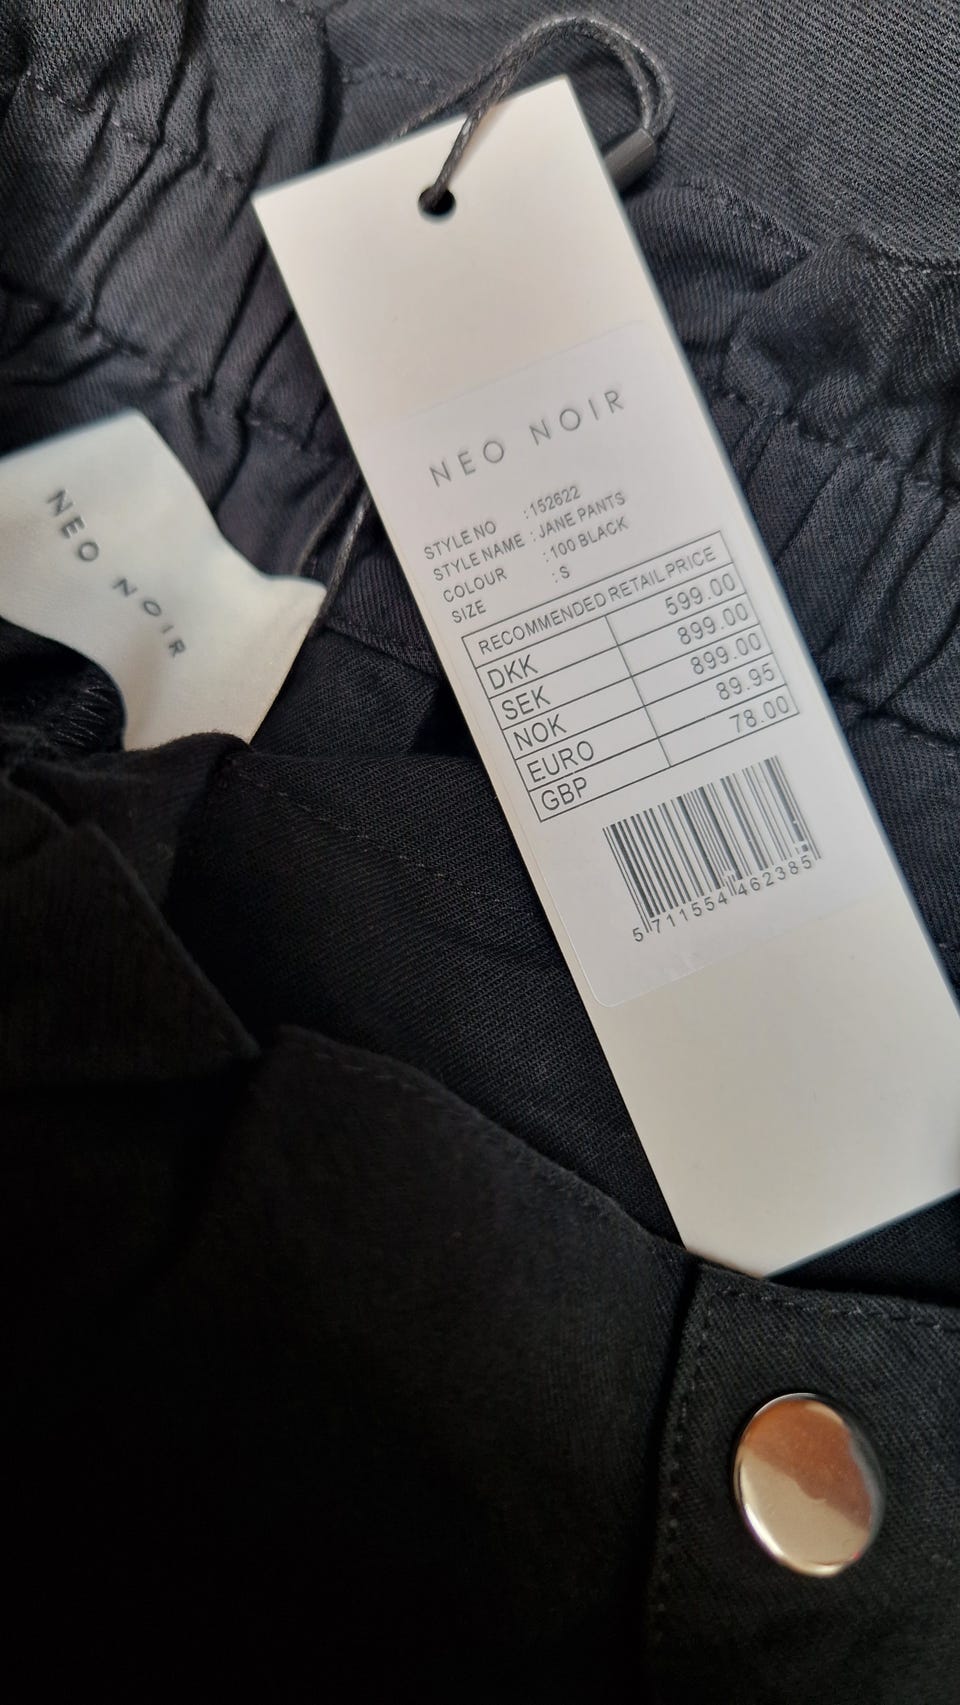 NEO NOIR
STYLE NO : 152622
STYLE NAME : JANE PANTS
COLOUR : 100 BLACK
SIZE : S
RECOMMENDED RETAIL PRICE
DKK 599.00
SEK 899.00
NOK 899.00
EURO 89.95
GBP 78.00
5 711554 462385
NEO NOIR